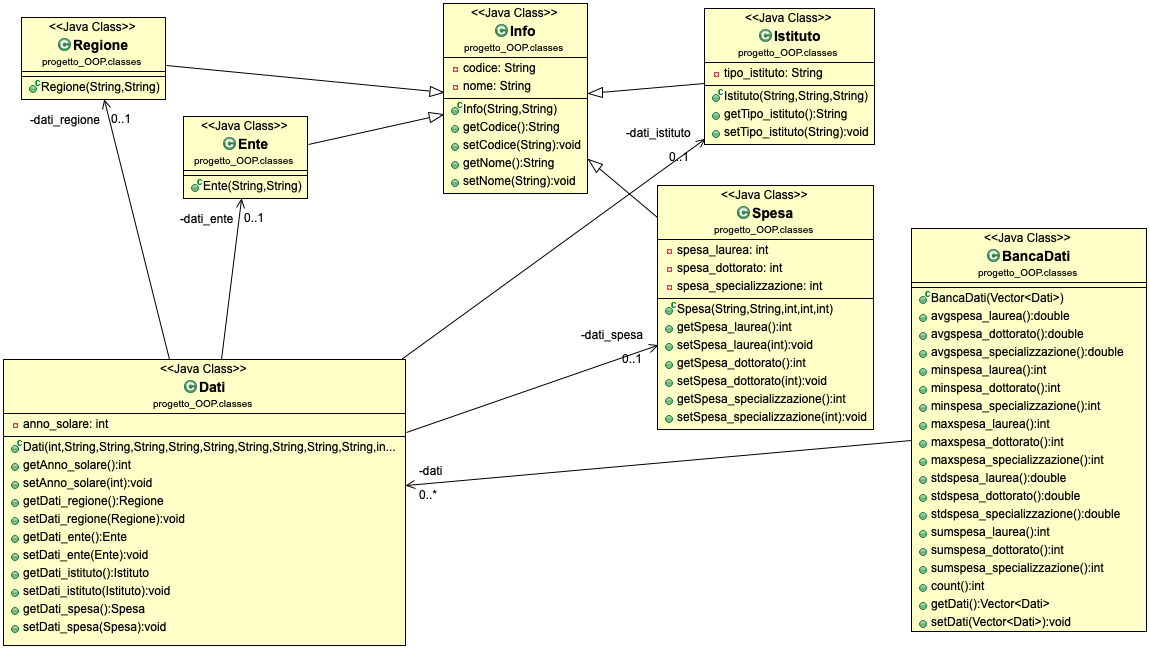 <<Java Class>>
Regione
progetto_OOP.classes
Regione(String,String)
-dati_regione
0..1
<<Java Class>>
Ente
progetto_OOP.classes
Ente(String,String)
-dati_ente
0..1
<<Java Class>>
Info
progetto_OOP.classes
codice: String
nome: String
Info(String,String)
getCodice():String
setCodice(String):void
getNome():String
setNome(String):void
<<Java Class>>
Istituto
progetto_OOP.classes
tipo_istituto: String
Istituto(String,String,String)
getTipo_istituto():String
setTipo_istituto(String):void
-dati_istituto
0..1
<<Java Class>>
Spesa
progetto_OOP.classes
spesa_laurea: int
spesa_dottorato: int
spesa_specializzazione: int
Spesa(String,String,int,int,int)
getSpesa_laurea():int
setSpesa_laurea(int):void
getSpesa_dottorato():int
setSpesa_dottorato(int):void
getSpesa_specializzazione():int
setSpesa_specializzazione(int):void
-dati_spesa
0..1
<<Java Class>>
BancaDati
progetto_OOP.classes
BancaDati(Vector<Dati>)
avgspesa_laurea():double
avgspesa_dottorato():double
avgspesa_specializzazione():double
minspesa_laurea():int
minspesa_dottorato():int
minspesa_specializzazione():int
maxspesa_laurea():int
maxspesa_dottorato():int
maxspesa_specializzazione():int
stdspesa_laurea():double
stdspesa_dottorato():double
stdspesa_specializzazione():double
sumspesa_laurea():int
sumspesa_dottorato():int
sumspesa_specializzazione():int
count():int
getDati():Vector<Dati>
setDati(Vector<Dati>):void
-dati
0..*
<<Java Class>>
Dati
progetto_OOP.classes
anno_solare: int
Dati(int,String,String,String,String,String,String,String,String,String,in...
getAnno_solare():int
setAnno_solare(int):void
getDati_regione():Regione
setDati_regione(Regione):void
getDati_ente():Ente
setDati_ente(Ente):void
getDati_istituto():Istituto
setDati_istituto(Istituto):void
getDati_spesa():Spesa
setDati_spesa(Spesa):void